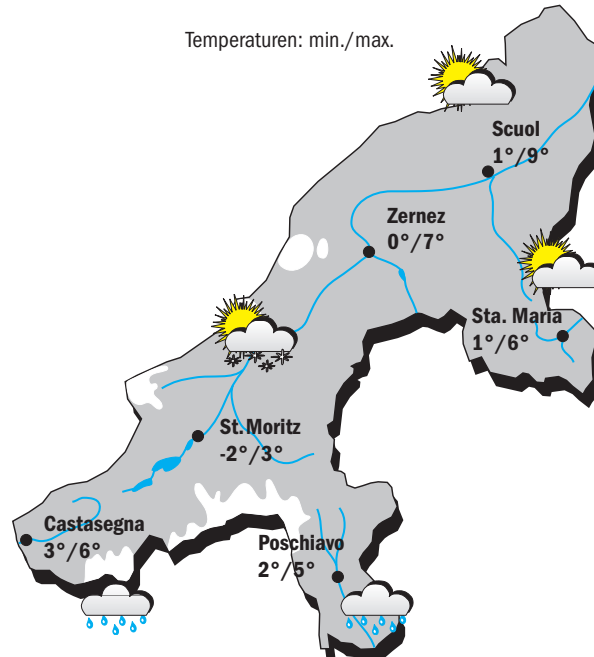 Temperaturen: min./max.
Scuol
1°/9°
Zernez
0°/7°
Sta. Maria
1°/6°
St. Moritz
-2°/3°
Castasegna
3°/6°
Poschiavo
2°/5°